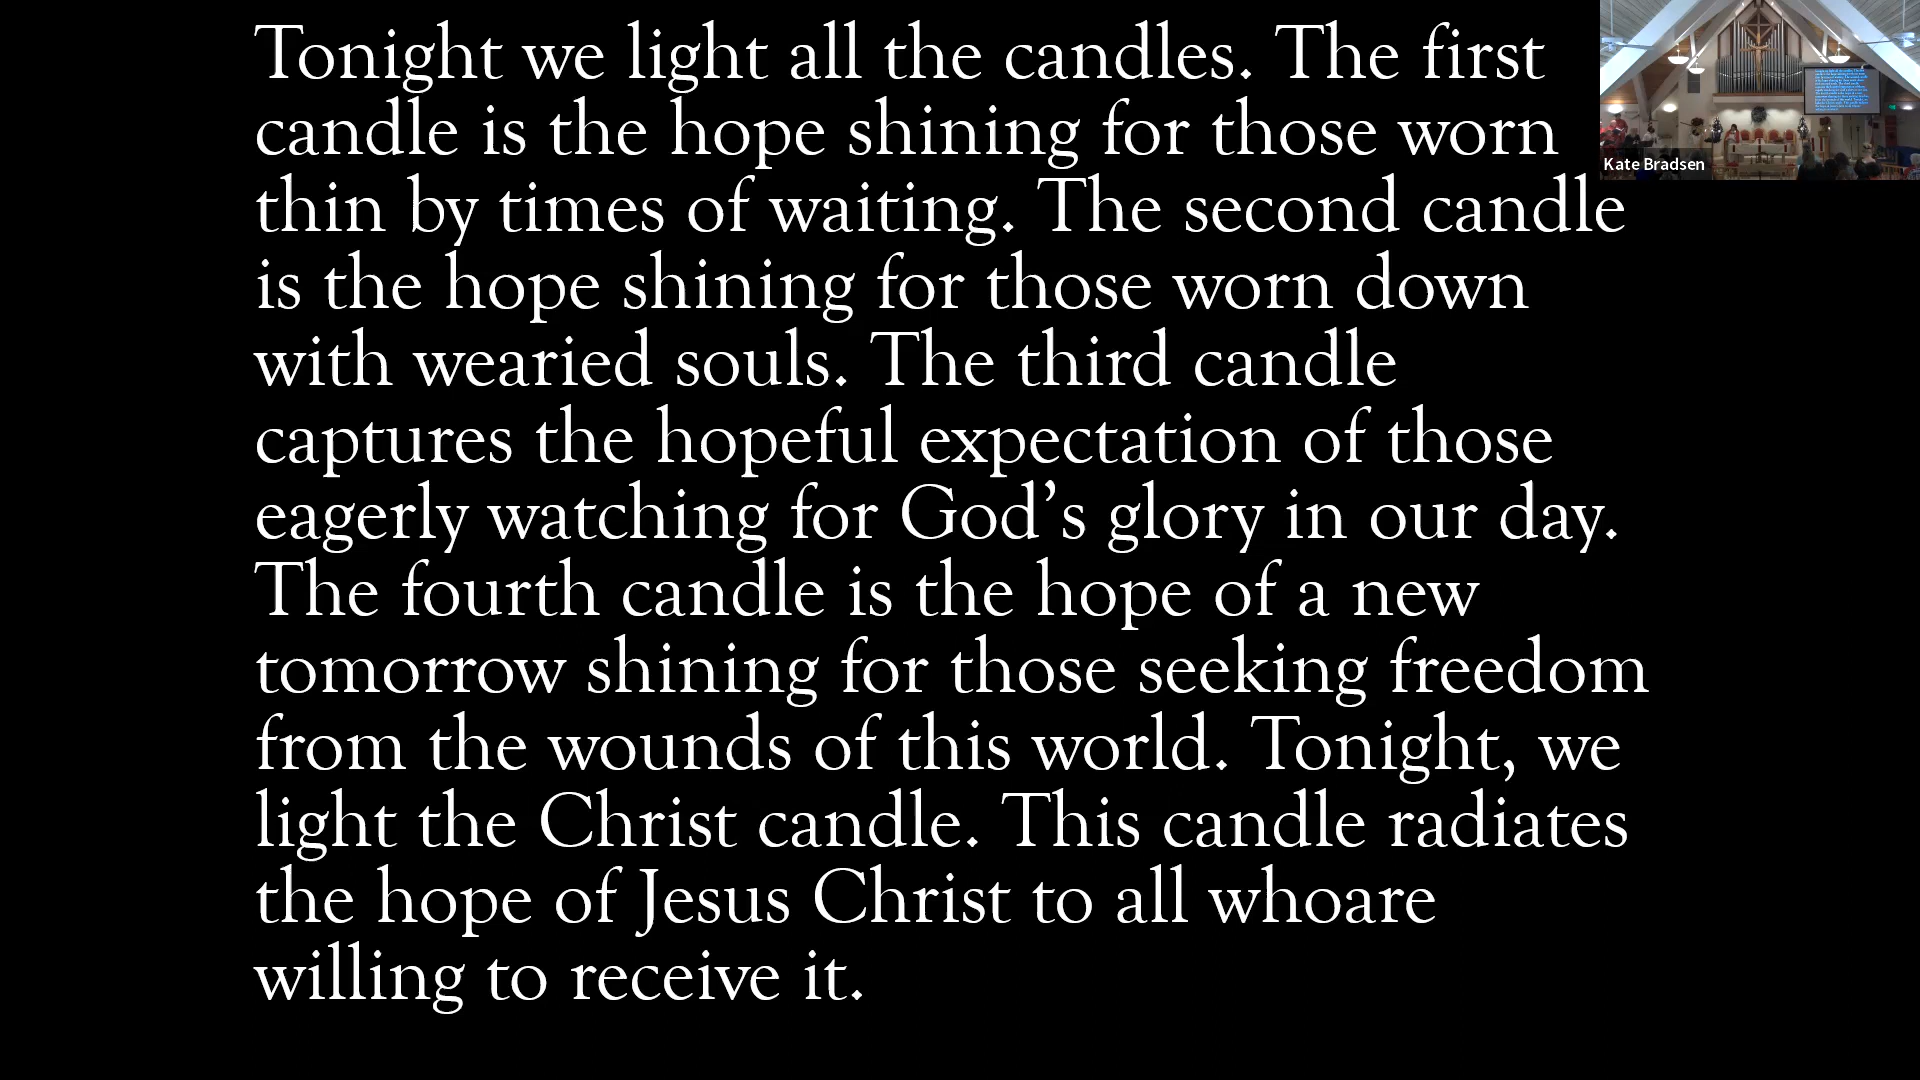 Tonight we light all the candles. The first
candle is the hope shining for those worn
thin by times of waiting. The second candle
is the hope shining for those worn down
with wearied souls. The third candle
captures the hopeful expectation of those
eagerly watching for God’s glory in our day.
The fourth candle is the hope of a new
tomorrow shining for those seeking freedom
from the wounds of this world. Tonight, we
light the Christ candle. This candle radiates
the hope of Jesus Christ to all whoare
willing to receive it.
Kate Bradsen